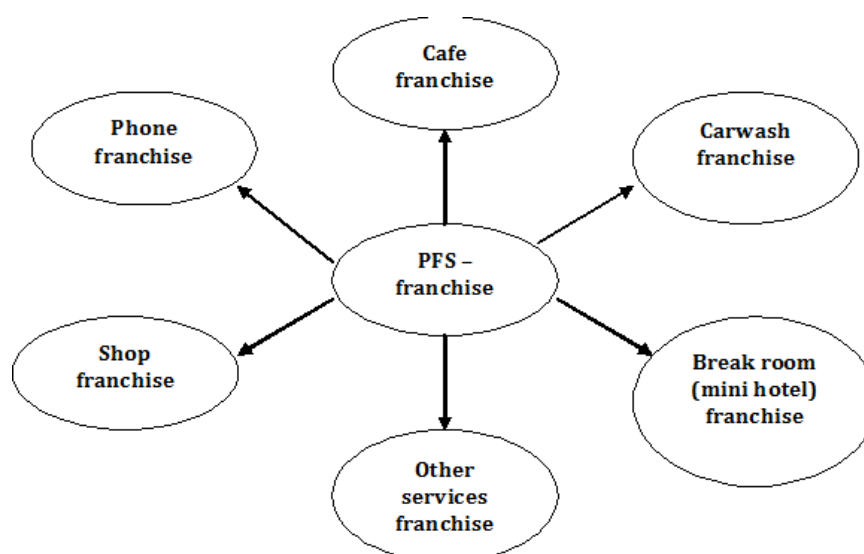 Cafe
franchise
Phone
franchise
Carwash
franchise
PFS –
franchise
Shop
franchise
Break room
(mini hotel)
franchise
Other
services
franchise